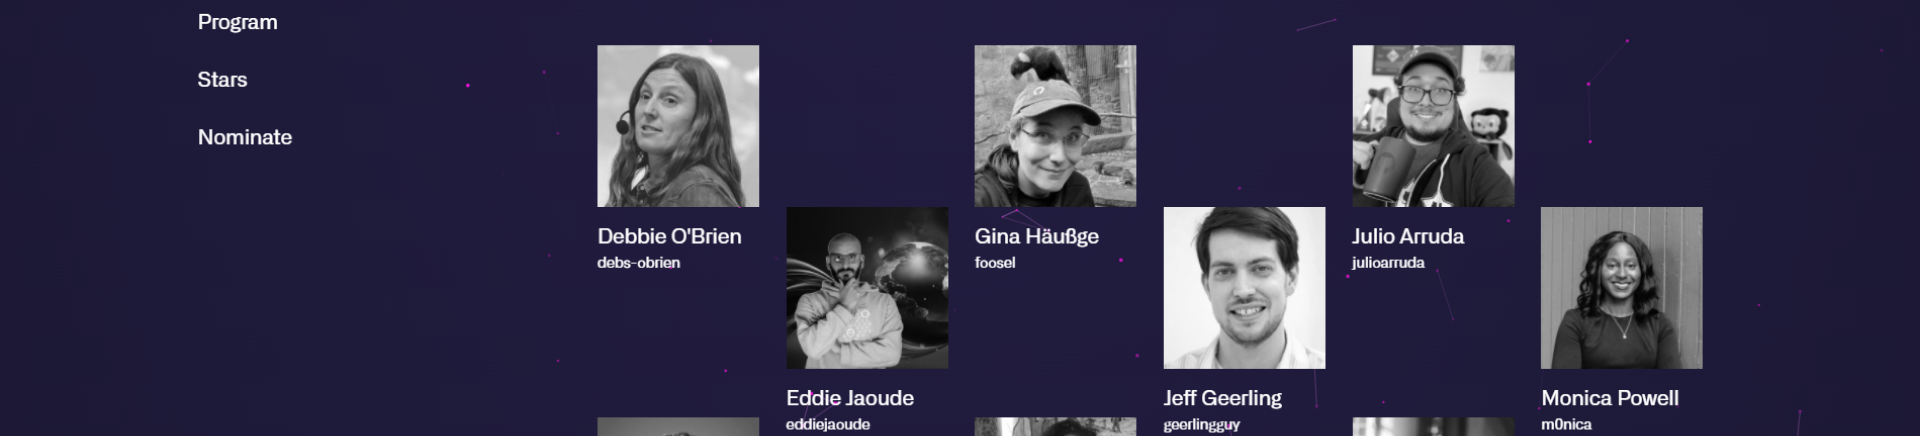 Program
Stars
Nominate
Debbie O'Brien
debs-obrien
Gina Häußge
foosel
Julio Arruda
julioarruda
Eddie Jaoude
eddiejaoude
Jeff Geerling
geerlingguy
Monica Powell
m0nica